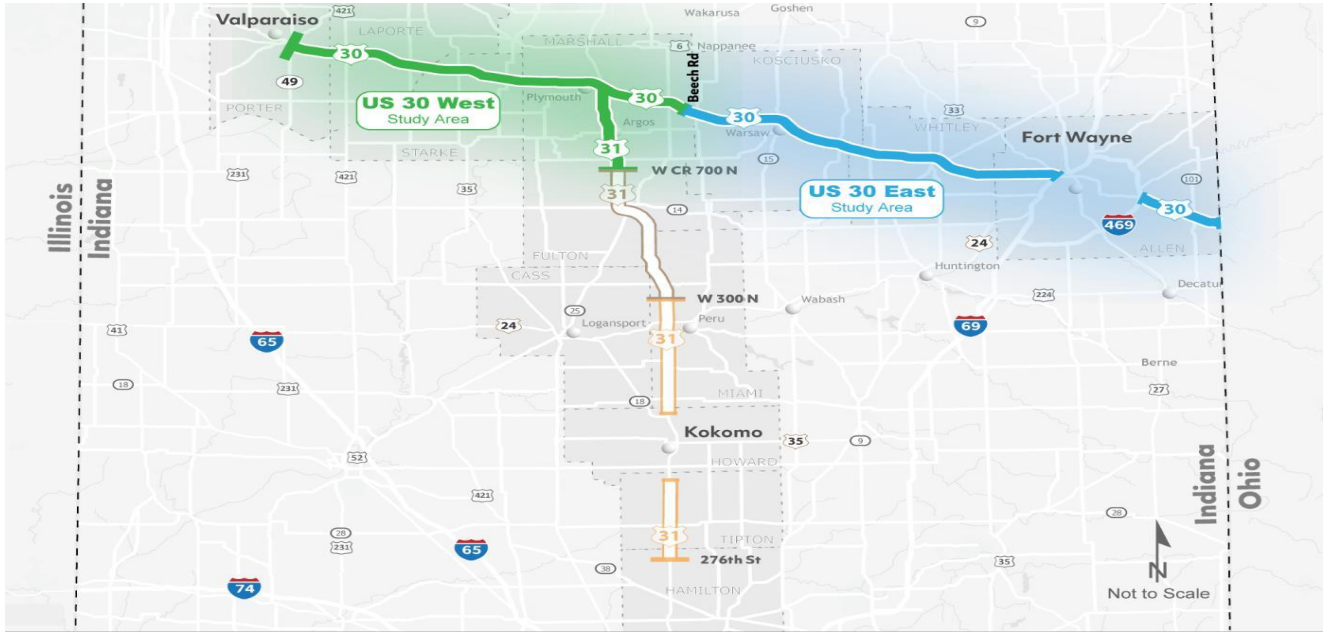 421
Valparaiso
LAPORTE
30
49
PORTER
US 30 West
Study Area
STARKE
231
421
35
MARSHALL
Plymouth
30
Argos
31
W CR 700 N
31
6
Nappanee
Wakarusa
Goshen
9
Beech Rd
KOSCIUSKO
30
Warsaw
15
33
WHITLEY
Fort Wayne
US 30 East
Study Area
101
30
469
ALLEN
14
24
FULTON
CASS
Huntington
224
Decatur
W 300 N
Wabash
25
24
Logansport
Peru
31
69
Illinois
Indiana
41
65
18
231
Berne
27
MIAMI
18
Kokomo
35
9
HOWARD
52
421
28
231
65
TIPTON
31
28
Indiana
Ohio
276th St
38
35
74
HAMILTON
N
Not to Scale